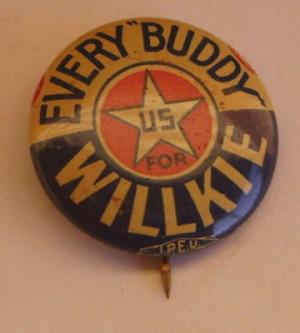 EVERY "BUDDY"
US
FOR
WILLKIE
I.P.E.U.